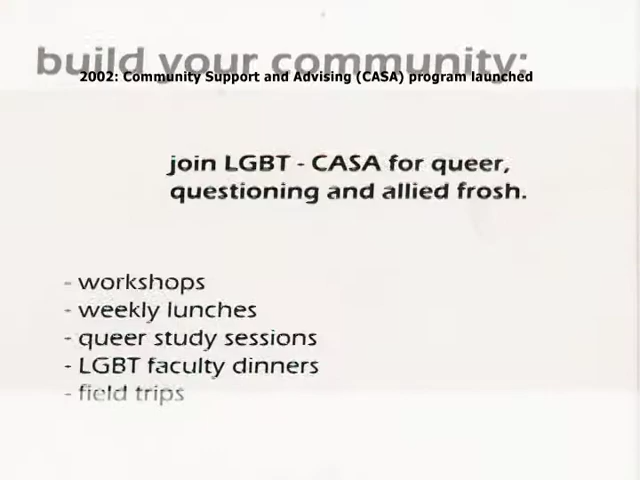 build your community:
2002: Community Support and Advising (CASA) program launched
join LGBT - CASA for queer,
questioning and allied frosh.
- workshops
- weekly lunches
- queer study sessions
- LGBT faculty dinners
- field trips